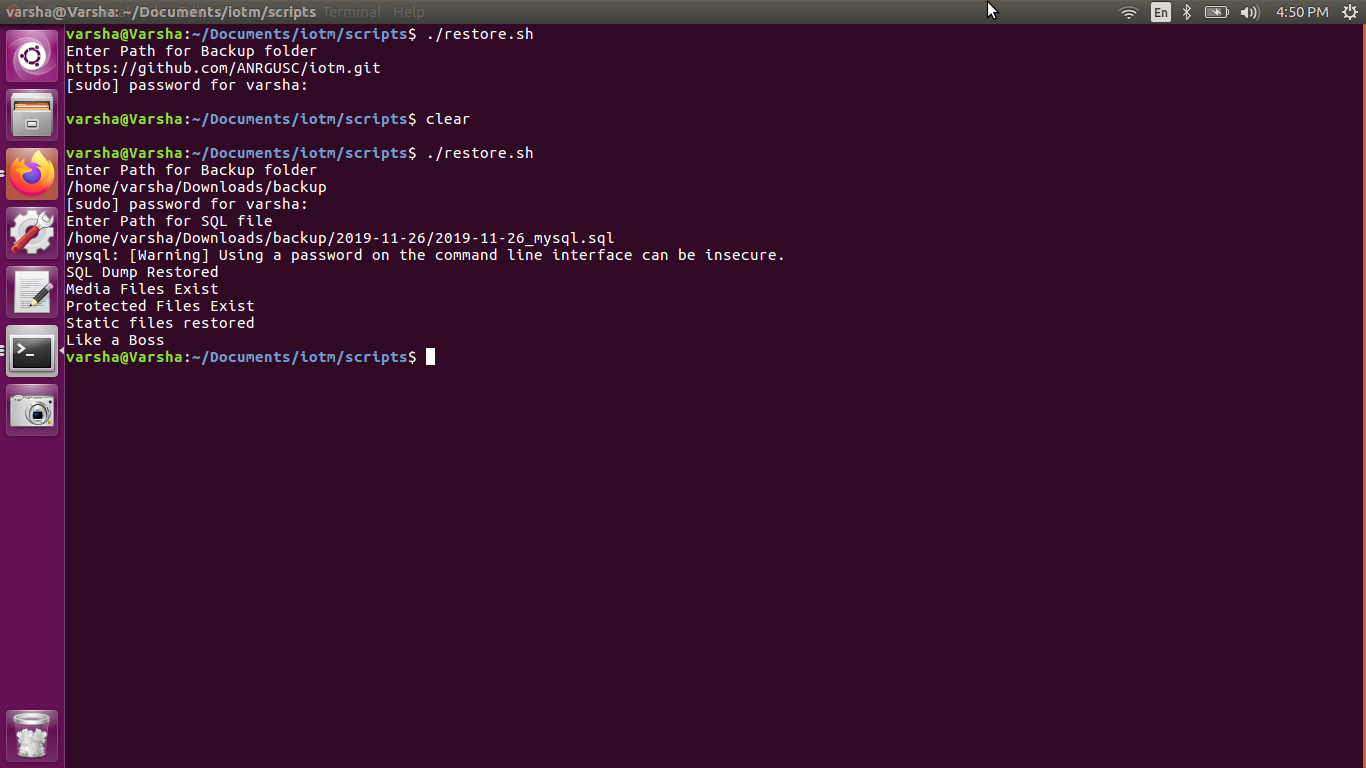 varsha@Varsha: ~/Documents/iotm/scripts Terminal Help
En 4:50 PM
varsha@Varsha:~/Documents/iotm/scripts$ ./restore.sh
Enter Path for Backup folder
https://github.com/ANRGUSC/iotm.git
[sudo] password for varsha:
varsha@Varsha:~/Documents/iotm/scripts$ clear
varsha@Varsha:~/Documents/iotm/scripts$ ./restore.sh
Enter Path for Backup folder
/home/varsha/Downloads/backup
[sudo] password for varsha:
Enter Path for SQL file
/home/varsha/Downloads/backup/2019-11-26/2019-11-26_mysql.sql
mysql: [Warning] Using a password on the command line interface can be insecure.
SQL Dump Restored
Media Files Exist
Protected Files Exist
Static files restored
Like a Boss
varsha@Varsha:~/Documents/iotm/scripts$